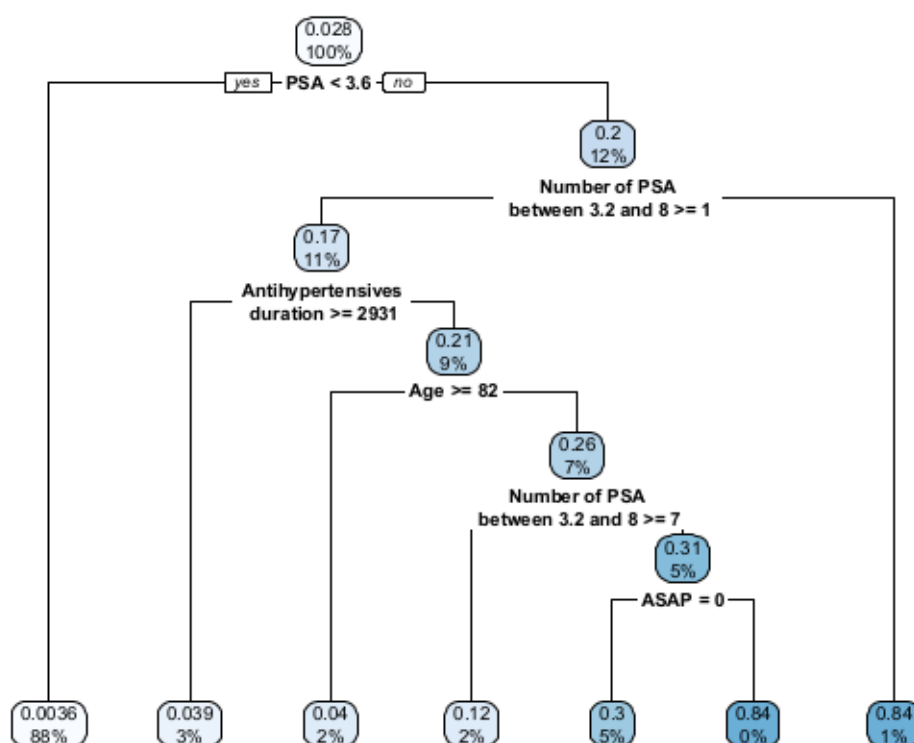 0.028
100%
yes PSA < 3.6 no
0.2
12%
Number of PSA
between 3.2 and 8 >= 1
0.17
11%
Antihypertensives
duration >= 2931
0.21
9%
Age >= 82
0.26
7%
Number of PSA
between 3.2 and 8 >= 7
0.31
5%
ASAP = 0
0.0036 0.039 0.04 0.12 0.3 0.84 0.84
88% 3% 2% 2% 5% 0% 1%